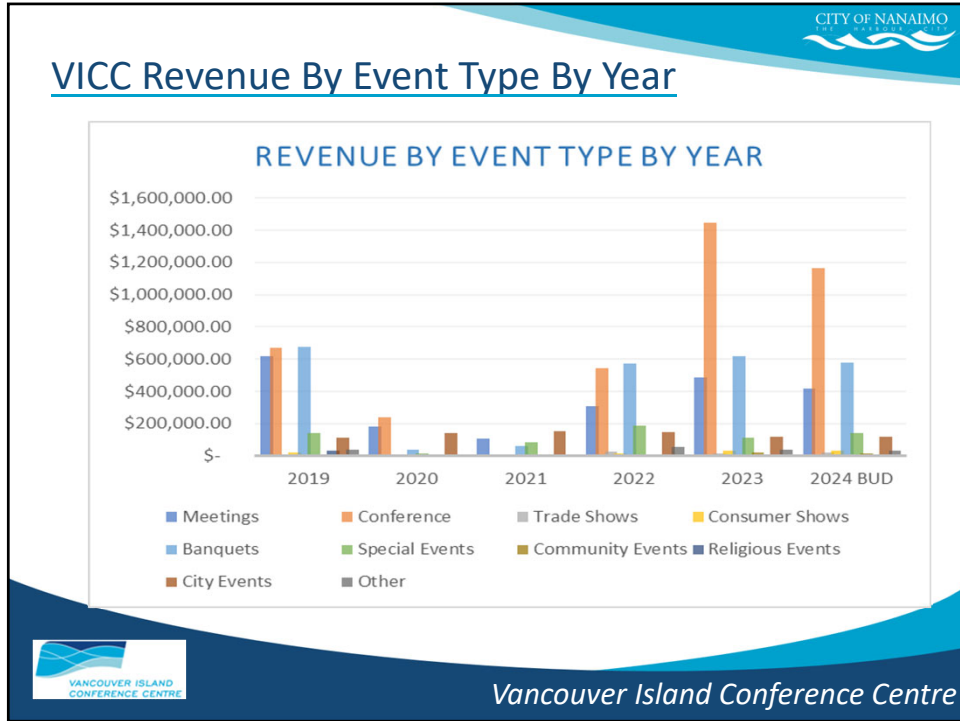 CITY OF NANAIMO
THE HARBOUR CITY
VICC Revenue By Event Type By Year
REVENUE BY EVENT TYPE BY YEAR
$1,600,000.00
$1,400,000.00
$1,200,000.00
$1,000,000.00
$800,000.00
$600,000.00
$400,000.00
$200,000.00
$-
2019 2020 2021 2022 2023 2024 BUD
Meetings Conference Trade Shows Consumer Shows
Banquets Special Events Community Events Religious Events
City Events Other
VANCOUVER ISLAND
CONFERENCE CENTRE
Vancouver Island Conference Centre